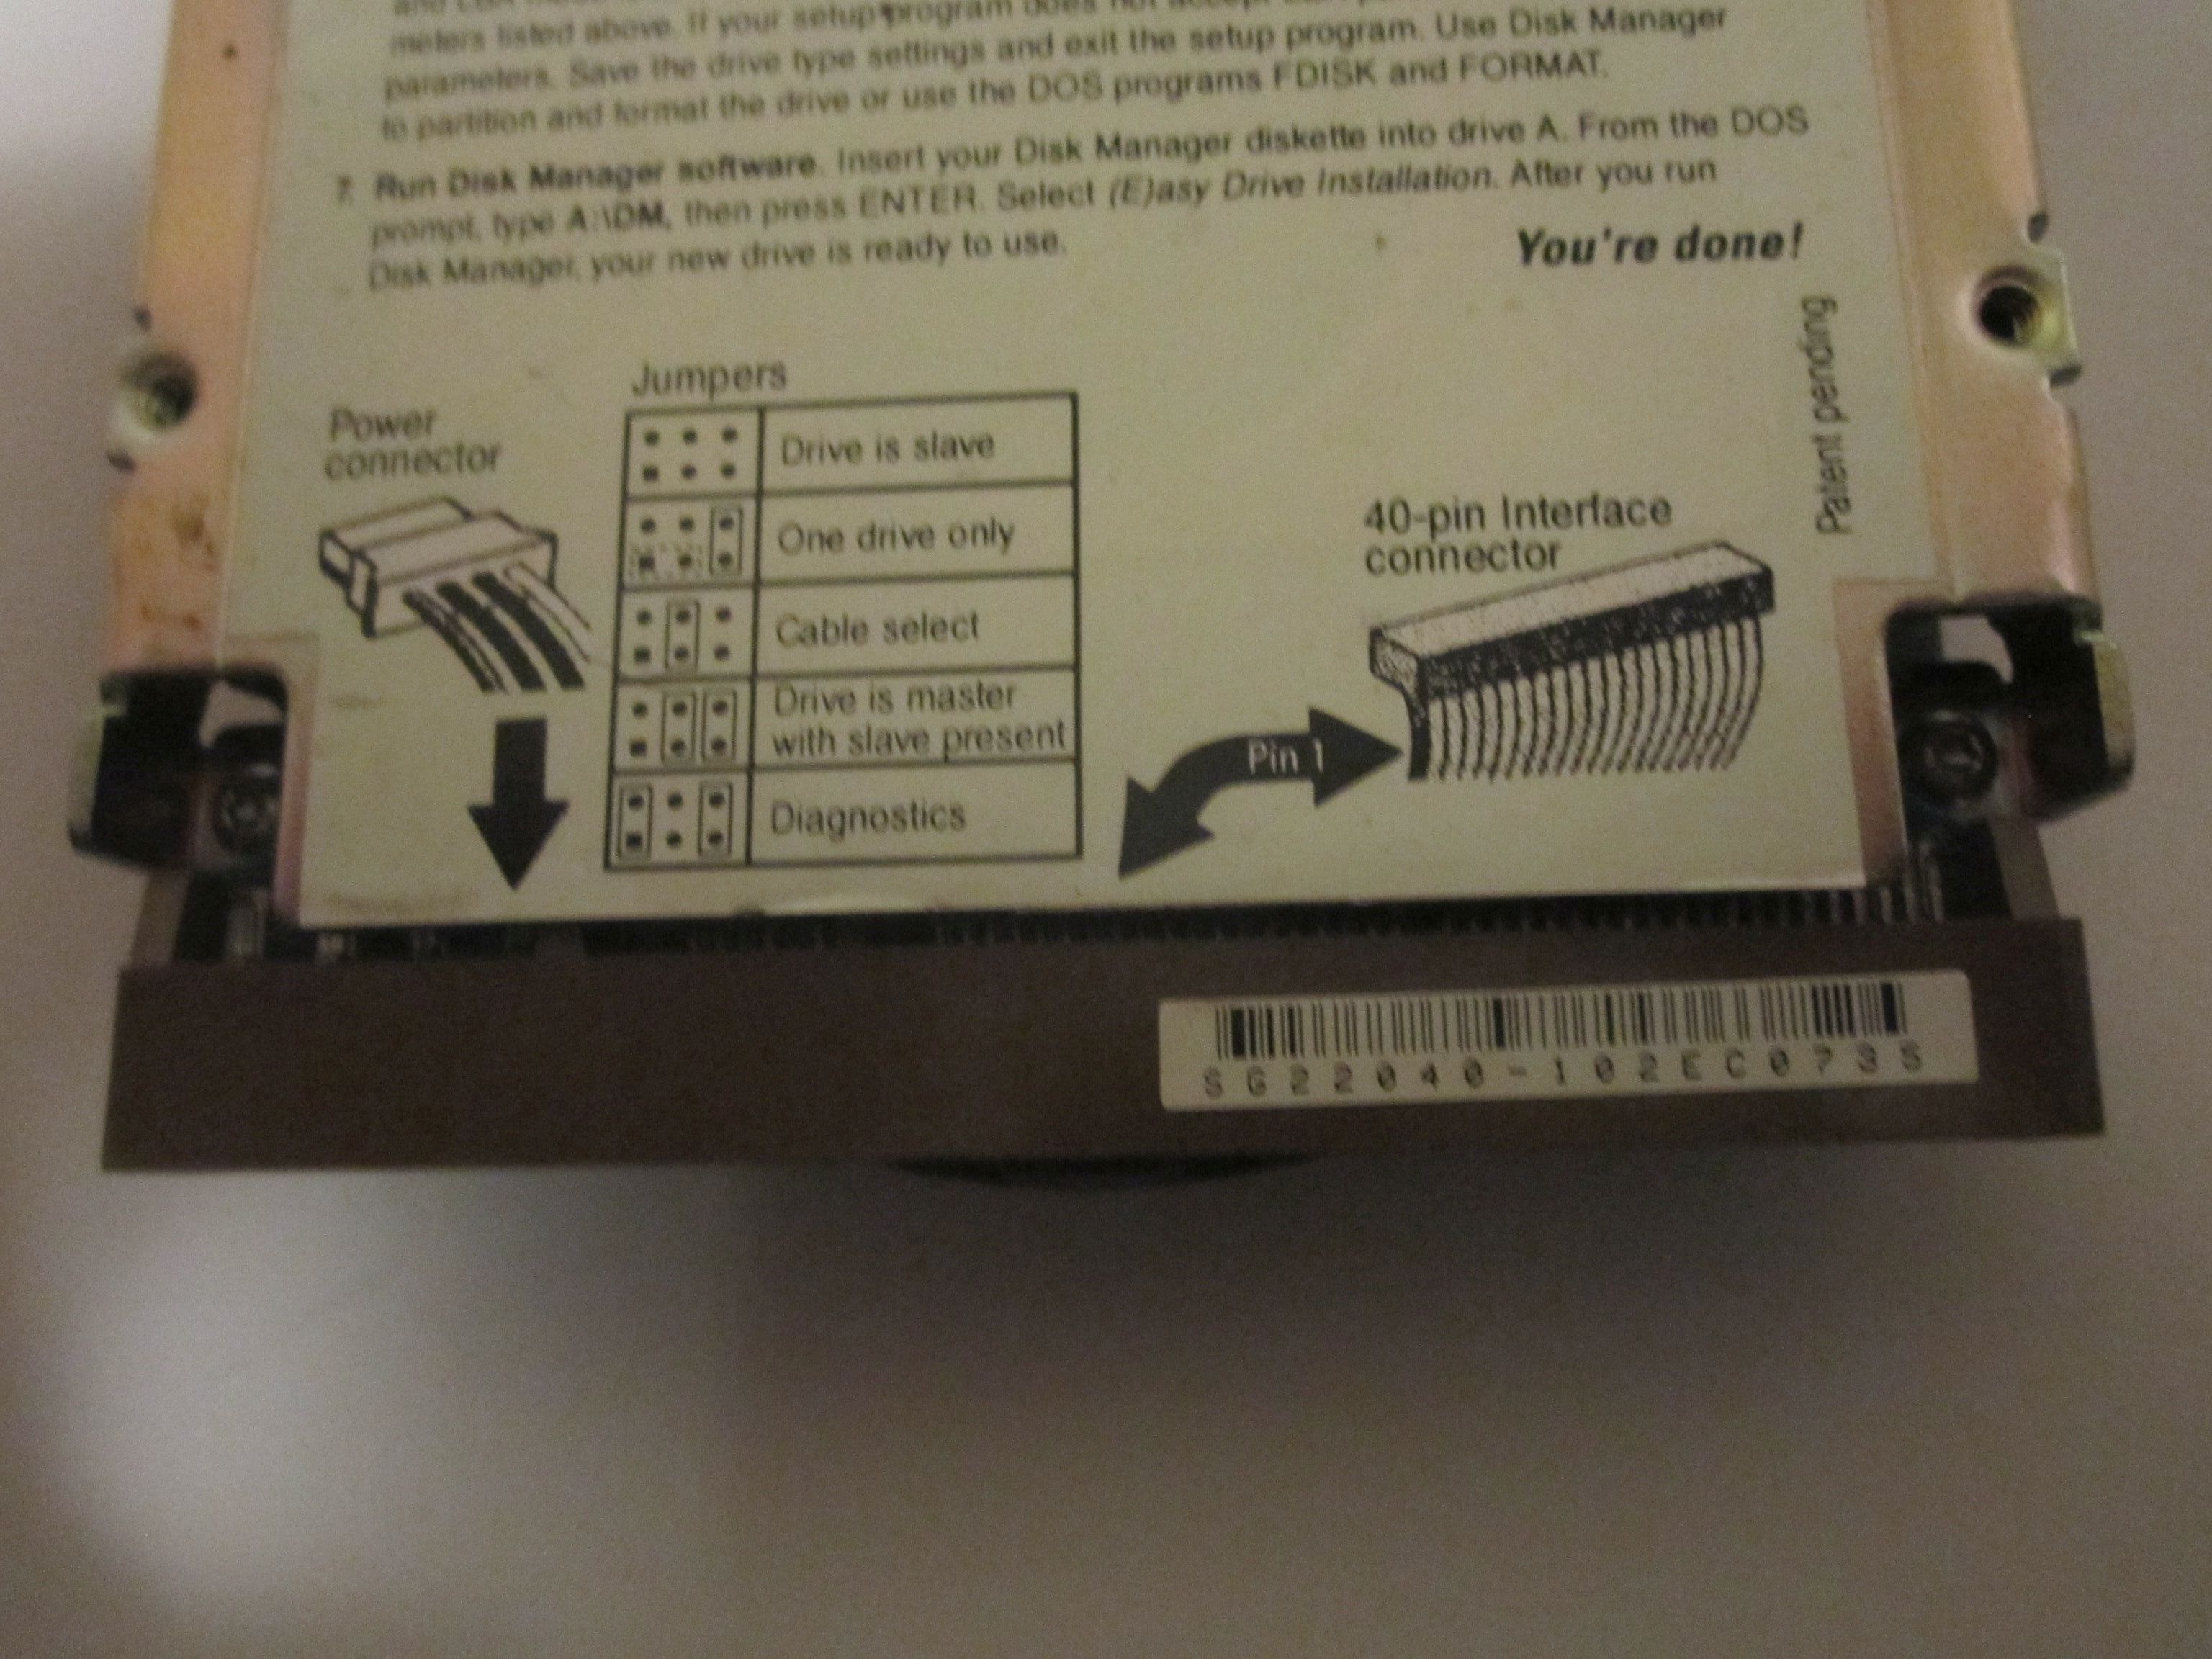 meters listed above. If your setup program does not accept
parameters. Save the drive type settings and exit the setup program. Use Disk Manager
to partition and format the drive or use the DOS programs FDISK and FORMAT.
7. Run Disk Manager software. Insert your Disk Manager diskette into drive A. From the DOS
prompt, type A:\DM, then press ENTER. Select (E)asy Drive Installation. After you run
Disk Manager, your new drive is ready to use.
You're done!
Patent pending
Power
connector
Jumpers
Drive is slave
One drive only
Cable select
Drive is master
with slave present
Diagnostics
40-pin Interface
connector
Pin 1
SG22040-102EC073S